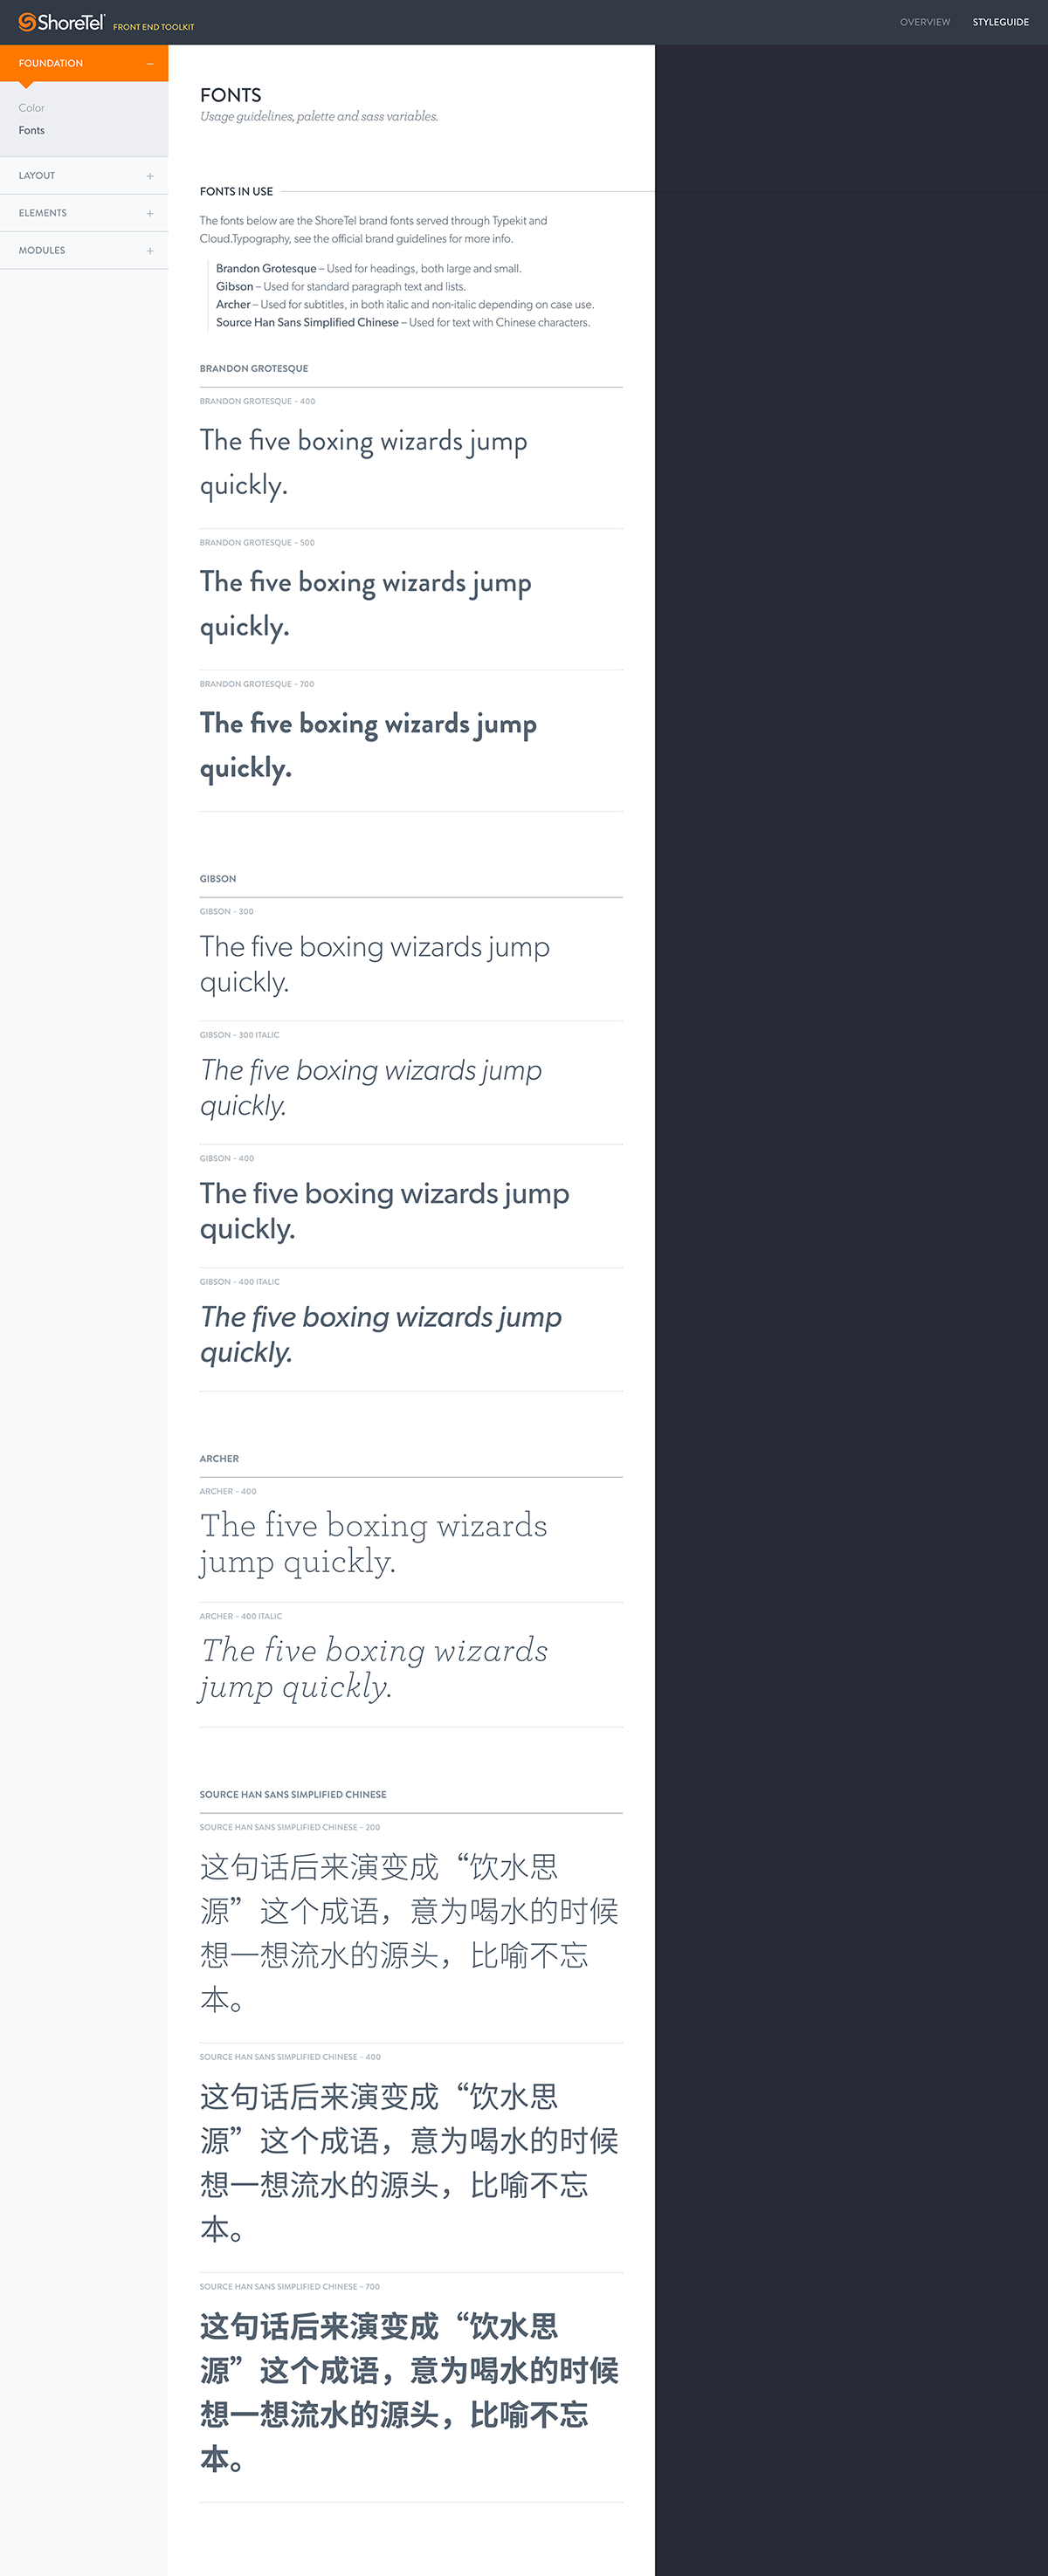 ShoreTel FRONT END TOOLKIT
OVERVIEW STYLEGUIDE
FOUNDATION –
Color
Fonts
LAYOUT +
ELEMENTS +
MODULES +
FONTS
Usage guidelines, palette and sass variables.
FONTS IN USE
The fonts below are the ShoreTel brand fonts served through Typekit and
Cloud.Typography, see the official brand guidelines for more info.
Brandon Grotesque – Used for headings, both large and small.
Gibson – Used for standard paragraph text and lists.
Archer – Used for subtitles, in both italic and non-italic depending on case use.
Source Han Sans Simplified Chinese – Used for text with Chinese characters.
BRANDON GROTESQUE
BRANDON GROTESQUE – 400
The five boxing wizards jump
quickly.
BRANDON GROTESQUE – 500
The five boxing wizards jump
quickly.
BRANDON GROTESQUE – 700
The five boxing wizards jump
quickly.
GIBSON
GIBSON – 300
The five boxing wizards jump
quickly.
GIBSON – 300 ITALIC
The five boxing wizards jump
quickly.
GIBSON – 400
The five boxing wizards jump
quickly.
GIBSON – 400 ITALIC
The five boxing wizards jump
quickly.
ARCHER
ARCHER – 400
The five boxing wizards
jump quickly.
ARCHER – 400 ITALIC
The five boxing wizards
jump quickly.
SOURCE HAN SANS SIMPLIFIED CHINESE
SOURCE HAN SANS SIMPLIFIED CHINESE – 200
这句话后来演变成“饮水思
源”这个成语，意为喝水的时候
想一想流水的源头，比喻不忘
本。
SOURCE HAN SANS SIMPLIFIED CHINESE – 400
这句话后来演变成“饮水思
源”这个成语，意为喝水的时候
想一想流水的源头，比喻不忘
本。
SOURCE HAN SANS SIMPLIFIED CHINESE – 700
这句话后来演变成“饮水思
源”这个成语，意为喝水的时候
想一想流水的源头，比喻不忘
本。